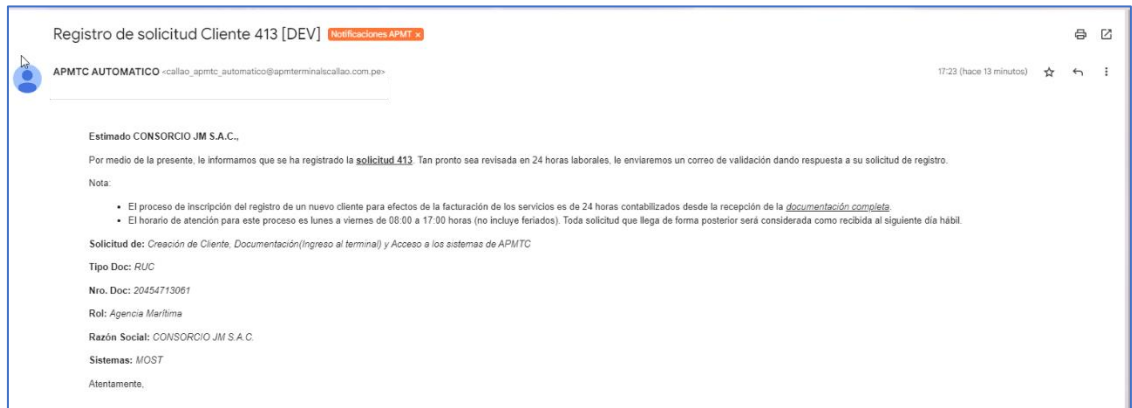 Registro de solicitud Cliente 413 [DEV] Notificaciones APMT x
APMTC AUTOMATICO <callao_apmtc_automatico@apmterminalscallao.com.pe> 17:23 (hace 13 minutos)
Estimado CONSORCIO JM S.A.C.,
Por medio de la presente, le informamos que se ha registrado la solicitud 413. Tan pronto sea revisada en 24 horas laborales, le enviaremos un correo de validación dando respuesta a su solicitud de registro.
Nota:
• El proceso de inscripción del registro de un nuevo cliente para efectos de la facturación de los servicios es de 24 horas contabilizados desde la recepción de la documentación completa.
• El horario de atención para este proceso es lunes a viernes de 08:00 a 17:00 horas (no incluye feriados). Toda solicitud que llega de forma posterior será considerada como recibida al siguiente día hábil.
Solicitud de: Creación de Cliente, Documentación(Ingreso al terminal) y Acceso a los sistemas de APMTC
Tipo Doc: RUC
Nro. Doc: 20454713061
Rol: Agencia Marítima
Razón Social: CONSORCIO JM S.A.C.
Sistemas: MOST
Atentamente,